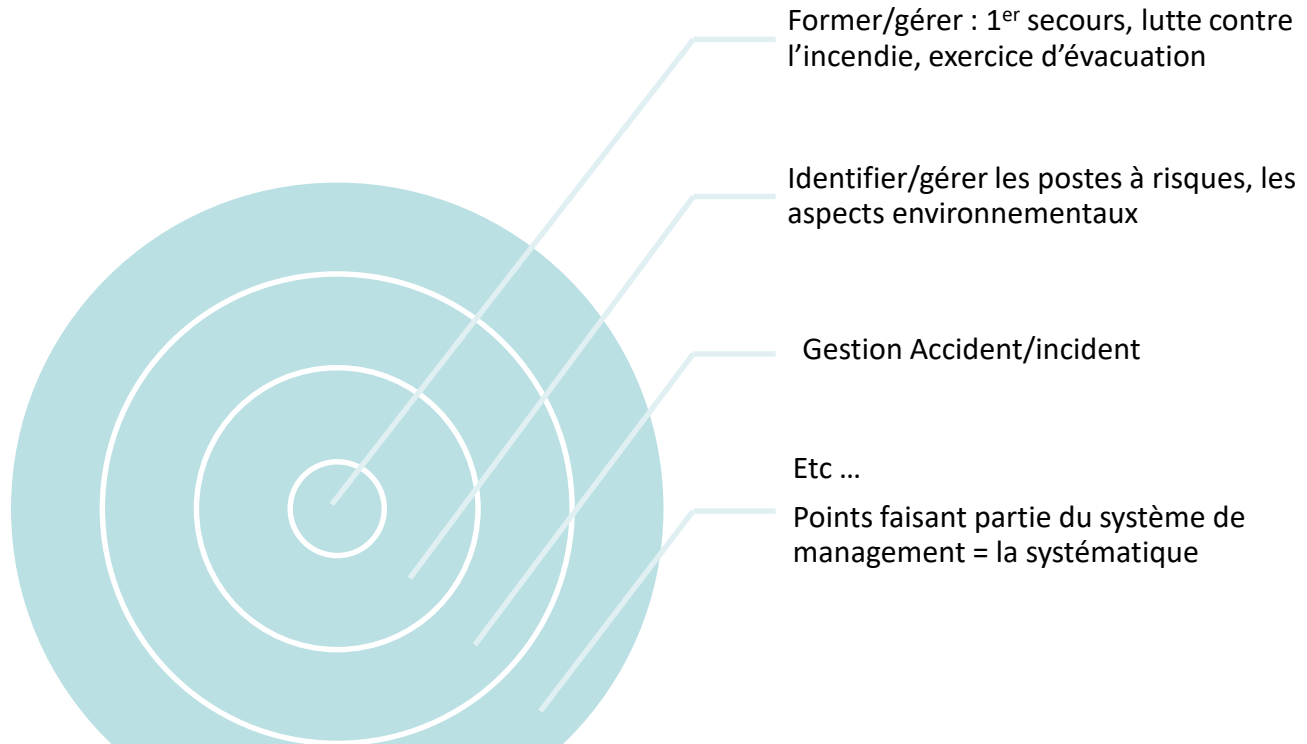 Former/gérer : 1er secours, lutte contre
l’incendie, exercice d’évacuation
Identifier/gérer les postes à risques, les
aspects environnementaux
Gestion Accident/incident
Etc ...
Points faisant partie du système de
management = la systématique